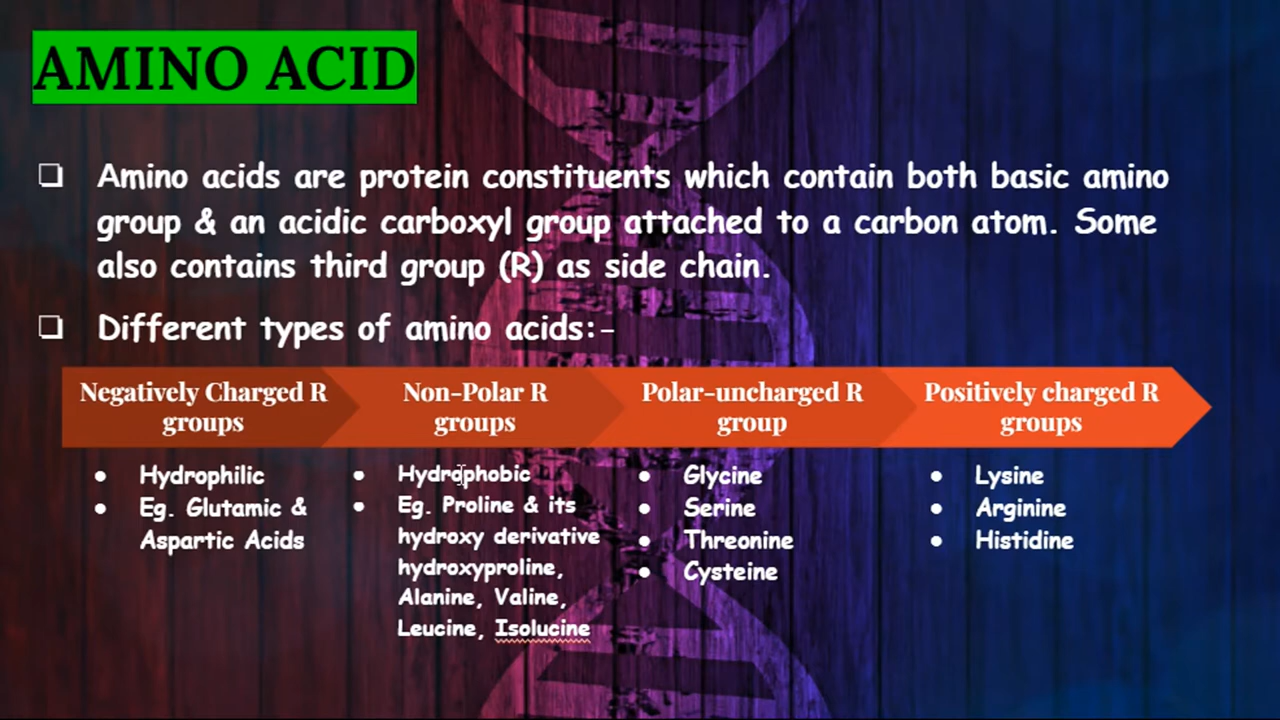 AMINO ACID
❏ Amino acids are protein constituents which contain both basic amino
group & an acidic carboxyl group attached to a carbon atom. Some
also contains third group (R) as side chain.
❏ Different types of amino acids:-
Negatively Charged R
groups
● Hydrophilic
● Eg. Glutamic &
Aspartic Acids
Non-Polar R
groups
● Hydrophobic
● Eg. Proline & its
hydroxy derivative
hydroxyproline,
Alanine, Valine,
Leucine, Isolucine
Polar-uncharged R
group
● Glycine
● Serine
● Threonine
● Cysteine
Positively charged R
groups
● Lysine
● Arginine
● Histidine